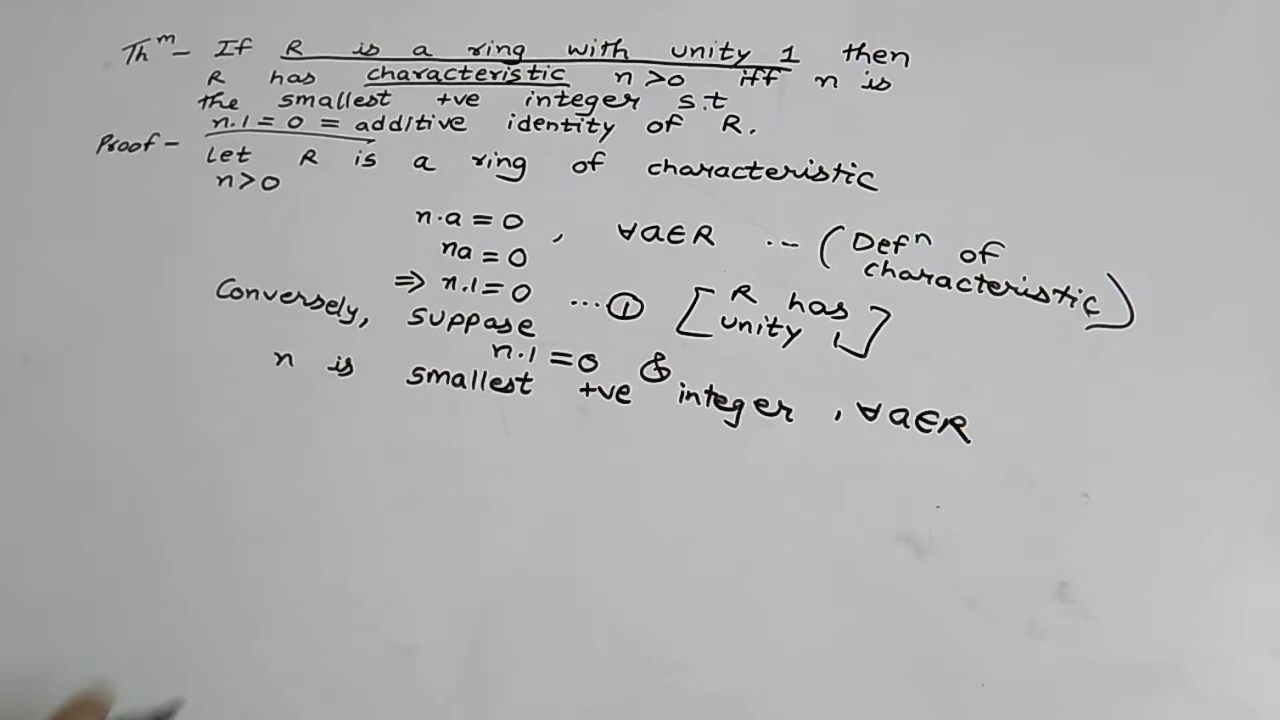 Thᵐ - If R is a ring with unity 1 then
R has characteristic n>0 iff n is
the smallest +ve integer s.t
n.1=0 = additive identity of R.
Proof - Let R is a ring of characteristic
n>0
n.a=0, ∀a∈R ... (Defⁿ of characteristic)
na=0
⇒ n.1=0 ...① [R has unity 1]
Conversely, suppase
n.1=0 &
n is smallest +ve integer, ∀a∈R